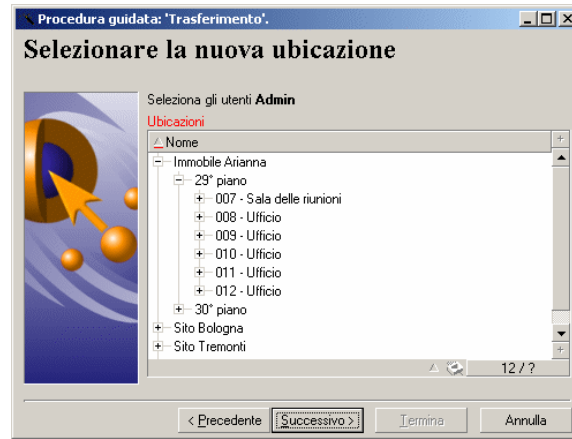 Procedura guidata: 'Trasferimento'.
Selezionare la nuova ubicazione
Seleziona gli utenti Admin
Ubicazioni
Nome
Immobile Arianna
29° piano
007 - Sala delle riunioni
008 - Ufficio
009 - Ufficio
010 - Ufficio
011 - Ufficio
012 - Ufficio
30° piano
Sito Bologna
Sito Tremonti
12 / ?
< Precedente Successivo > Termina Annulla